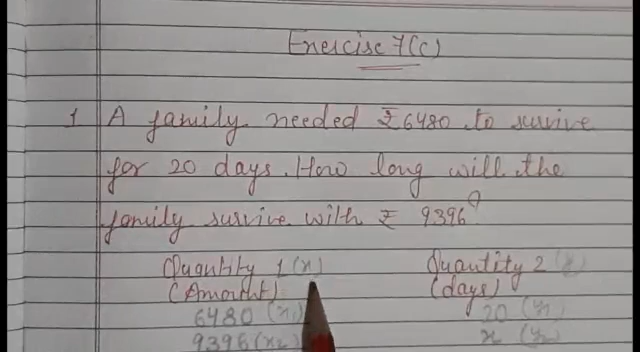 Exercise 7(c)
1 A family needed ₹6480 to survive
for 20 days. How long will the
family survive with ₹ 9396?
Quantity 1 (x) Quantity 2 (y)
(Amount) (days)
6480 (x₁) 20 (y₁)
9396 (x₂) x (y₂)